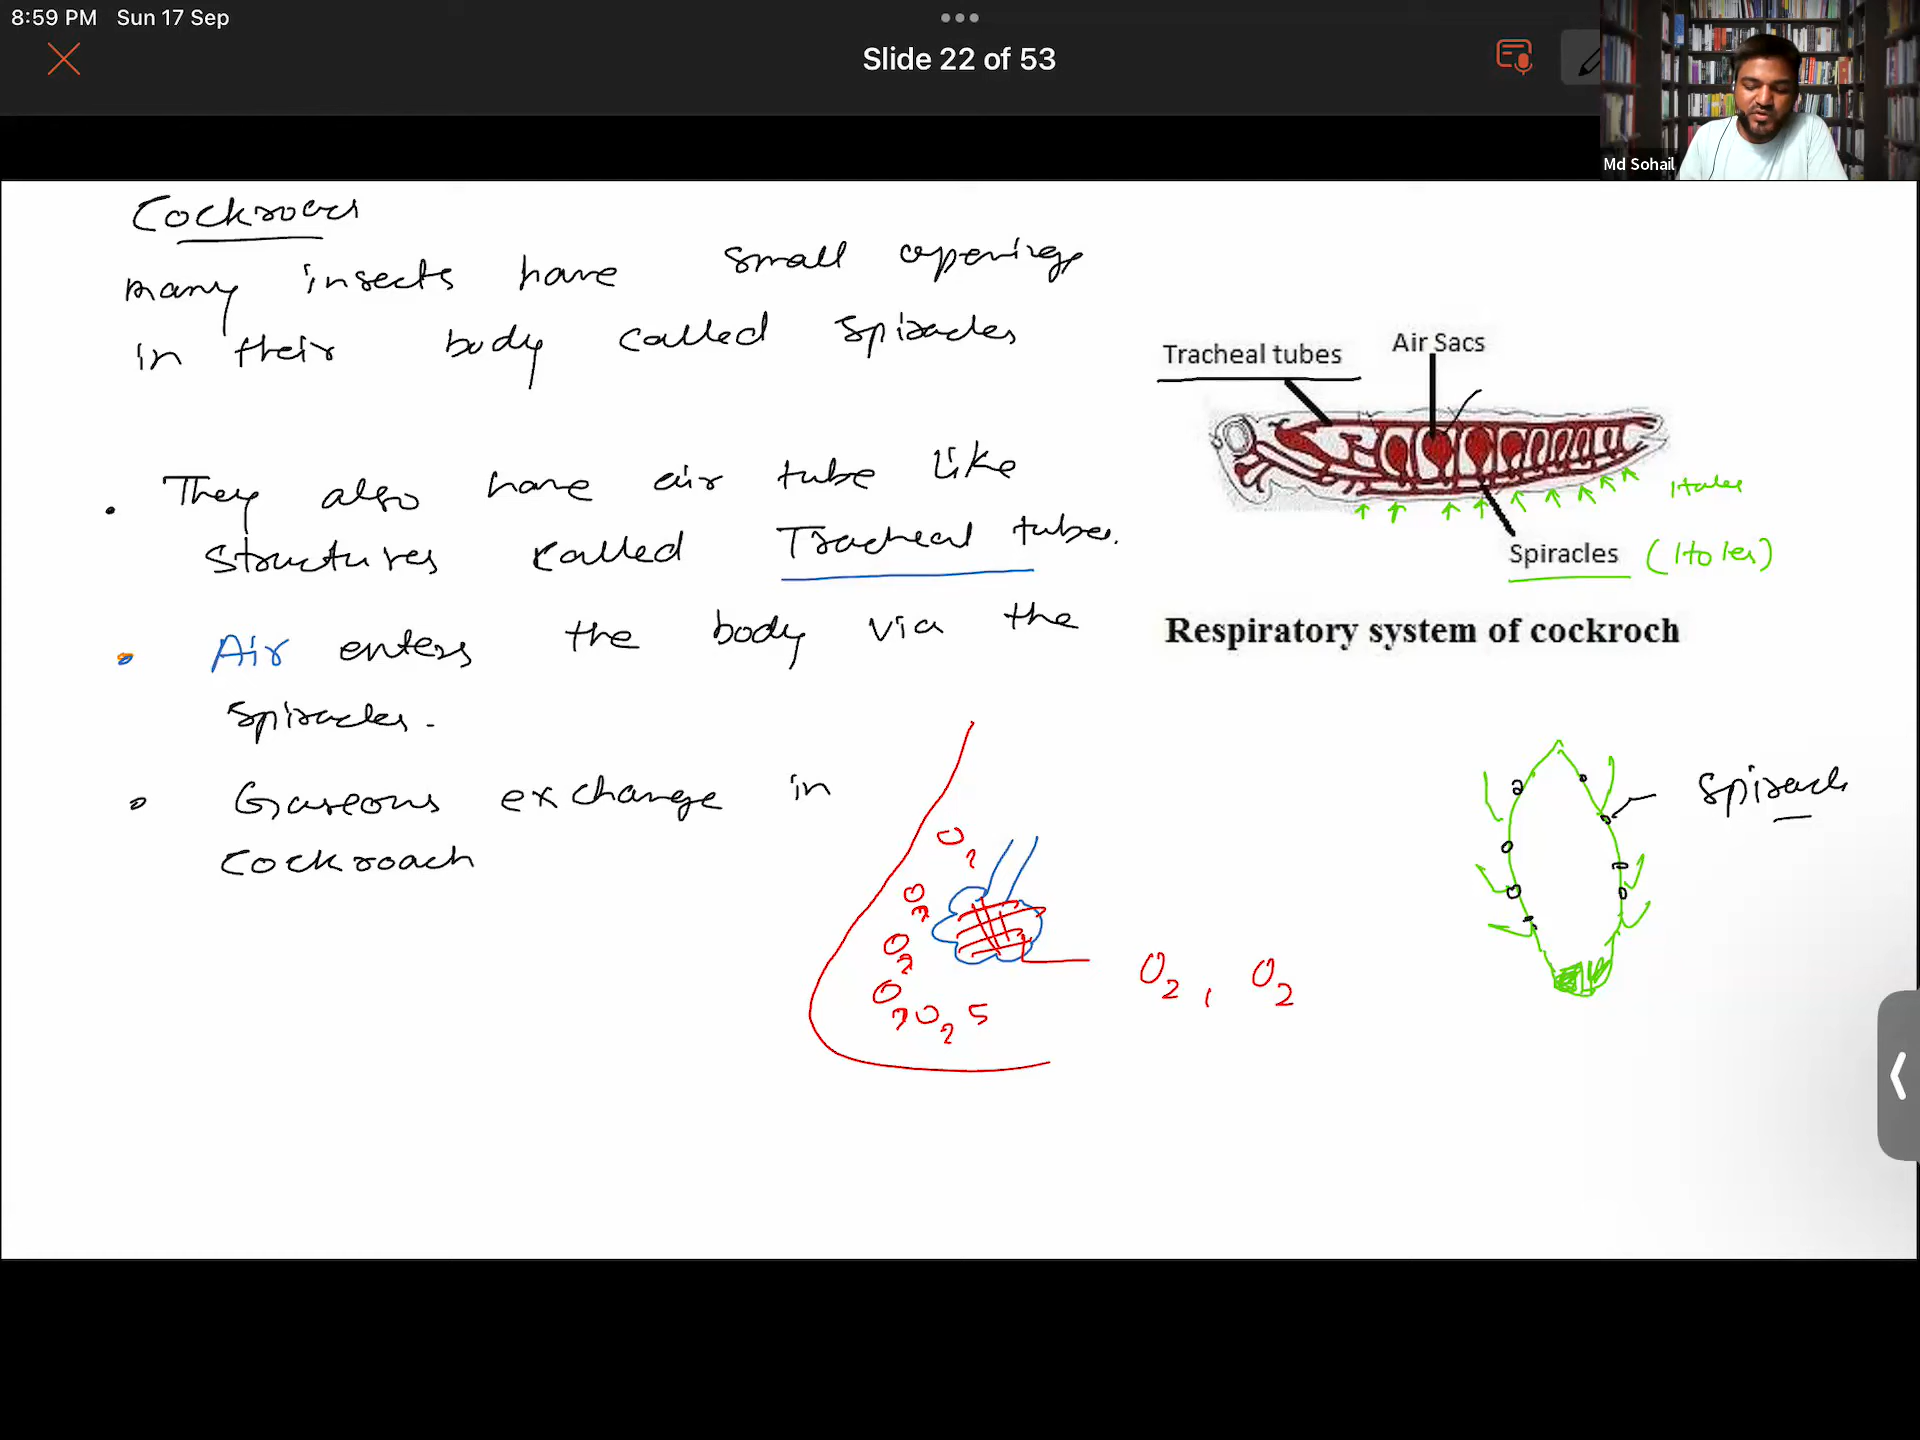 8:59 PM Sun 17 Sep
Slide 22 of 53
Md Sohail
Cockroach
many insects have small openings
in their body called spiracles
• They also have air tube like
structures called Tracheal tubes.
• Air enters the body via the
spiracles.
• Gaseous exchange in
cockroach
Tracheal tubes
Air Sacs
Holes
Spiracles (Holes)
Respiratory system of cockroch
O2
O2
O2
O2
O2 5
O2, O2
Spiracle